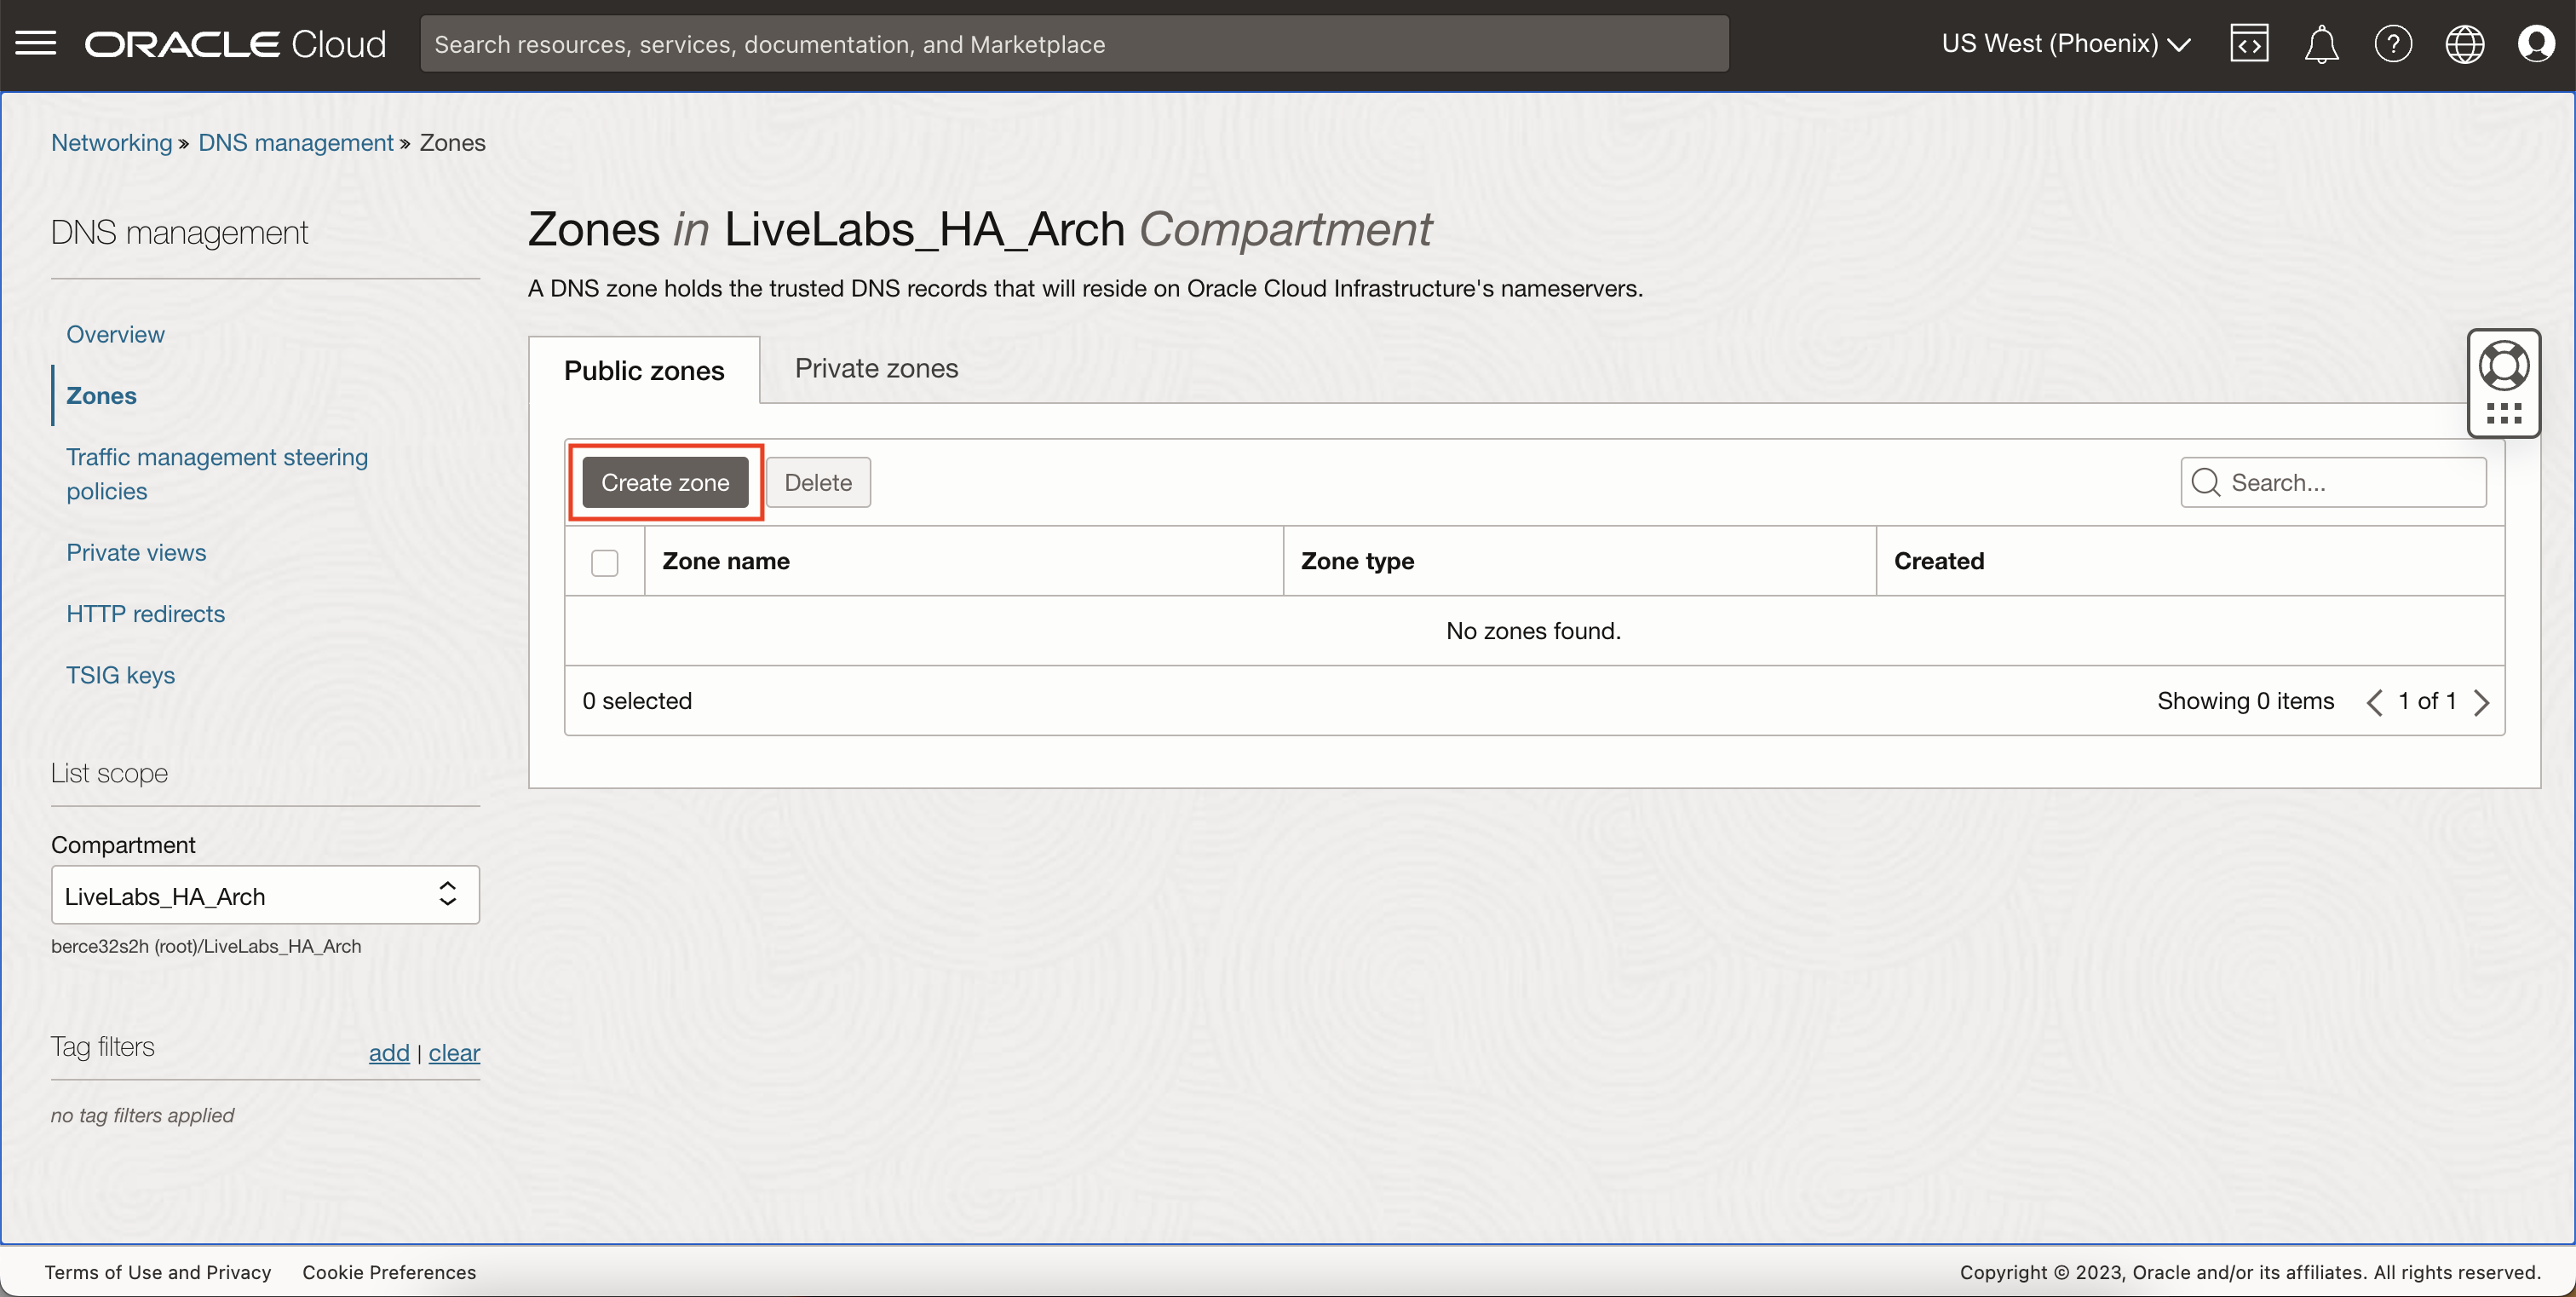 ORACLE Cloud
Search resources, services, documentation, and Marketplace
US West (Phoenix)
Networking » DNS management » Zones
DNS management
Overview
Zones
Traffic management steering
policies
Private views
HTTP redirects
TSIG keys
List scope
Compartment
LiveLabs_HA_Arch
berce32s2h (root)/LiveLabs_HA_Arch
Tag filters
add | clear
no tag filters applied
Zones in LiveLabs_HA_Arch Compartment
A DNS zone holds the trusted DNS records that will reside on Oracle Cloud Infrastructure's nameservers.
Public zones
Private zones
Create zone
Delete
Search...
Zone name
Zone type
Created
No zones found.
0 selected
Showing 0 items
1 of 1
Terms of Use and Privacy
Cookie Preferences
Copyright © 2023, Oracle and/or its affiliates. All rights reserved.